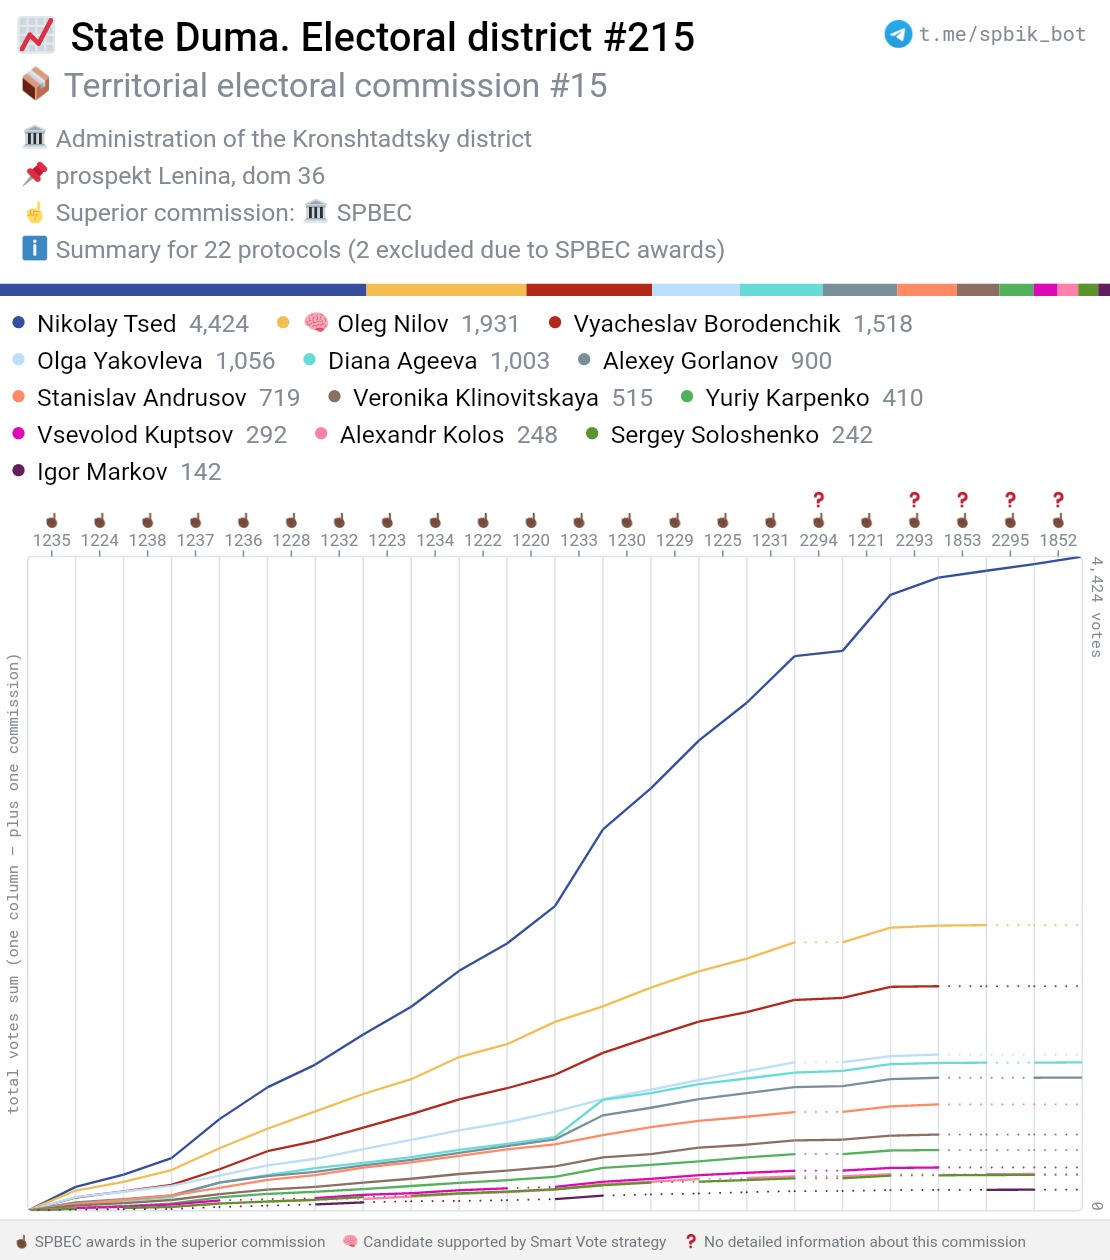 State Duma. Electoral district #215
t.me/spbik_bot
Territorial electoral commission #15
Administration of the Kronshtadtsky district
prospekt Lenina, dom 36
Superior commission: SPBEC
Summary for 22 protocols (2 excluded due to SPBEC awards)
Nikolay Tsed 4,424 Oleg Nilov 1,931 Vyacheslav Borodenchik 1,518
Olga Yakovleva 1,056 Diana Ageeva 1,003 Alexey Gorlanov 900
Stanislav Andrusov 719 Veronika Klinovitskaya 515 Yuriy Karpenko 410
Vsevolod Kuptsov 292 Alexandr Kolos 248 Sergey Soloshenko 242
Igor Markov 142
? ? ? ? ?
1235 1224 1238 1237 1236 1228 1232 1223 1234 1222 1220 1233 1230 1229 1225 1231 2294 1221 2293 1853 2295 1852
4,424 votes
total votes sum (one column – plus one commission)
0
SPBEC awards in the superior commission Candidate supported by Smart Vote strategy ? No detailed information about this commission